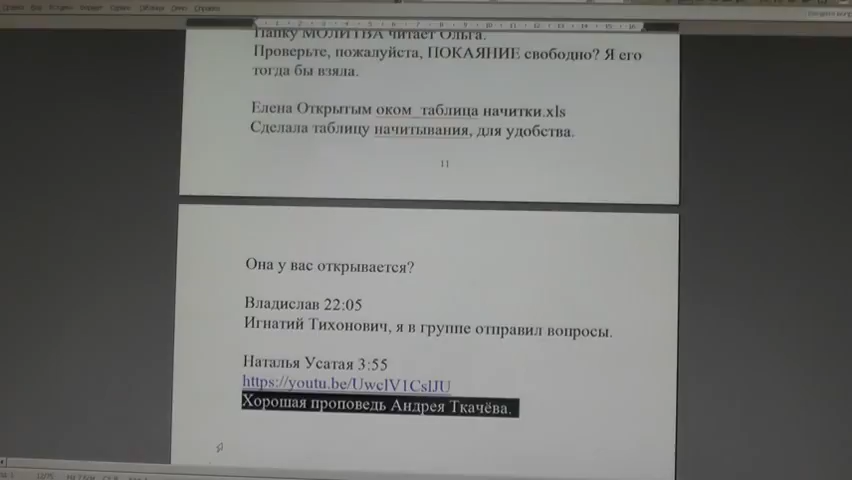 Папку МОЛИТВА читает Ольга.
Проверьте, пожалуйста, ПОКАЯНИЕ свободно? Я его
тогда бы взяла.
Елена Открытым оком таблица начитки.xls
Сделала таблицу начитывания, для удобства.
11
Она у вас открывается?
Владислав 22:05
Игнатий Тихонович, я в группе отправил вопросы.
Наталья Усатая 3:55
https://youtu.be/UwclV1CslJU
Хорошая проповедь Андрея Ткачёва.